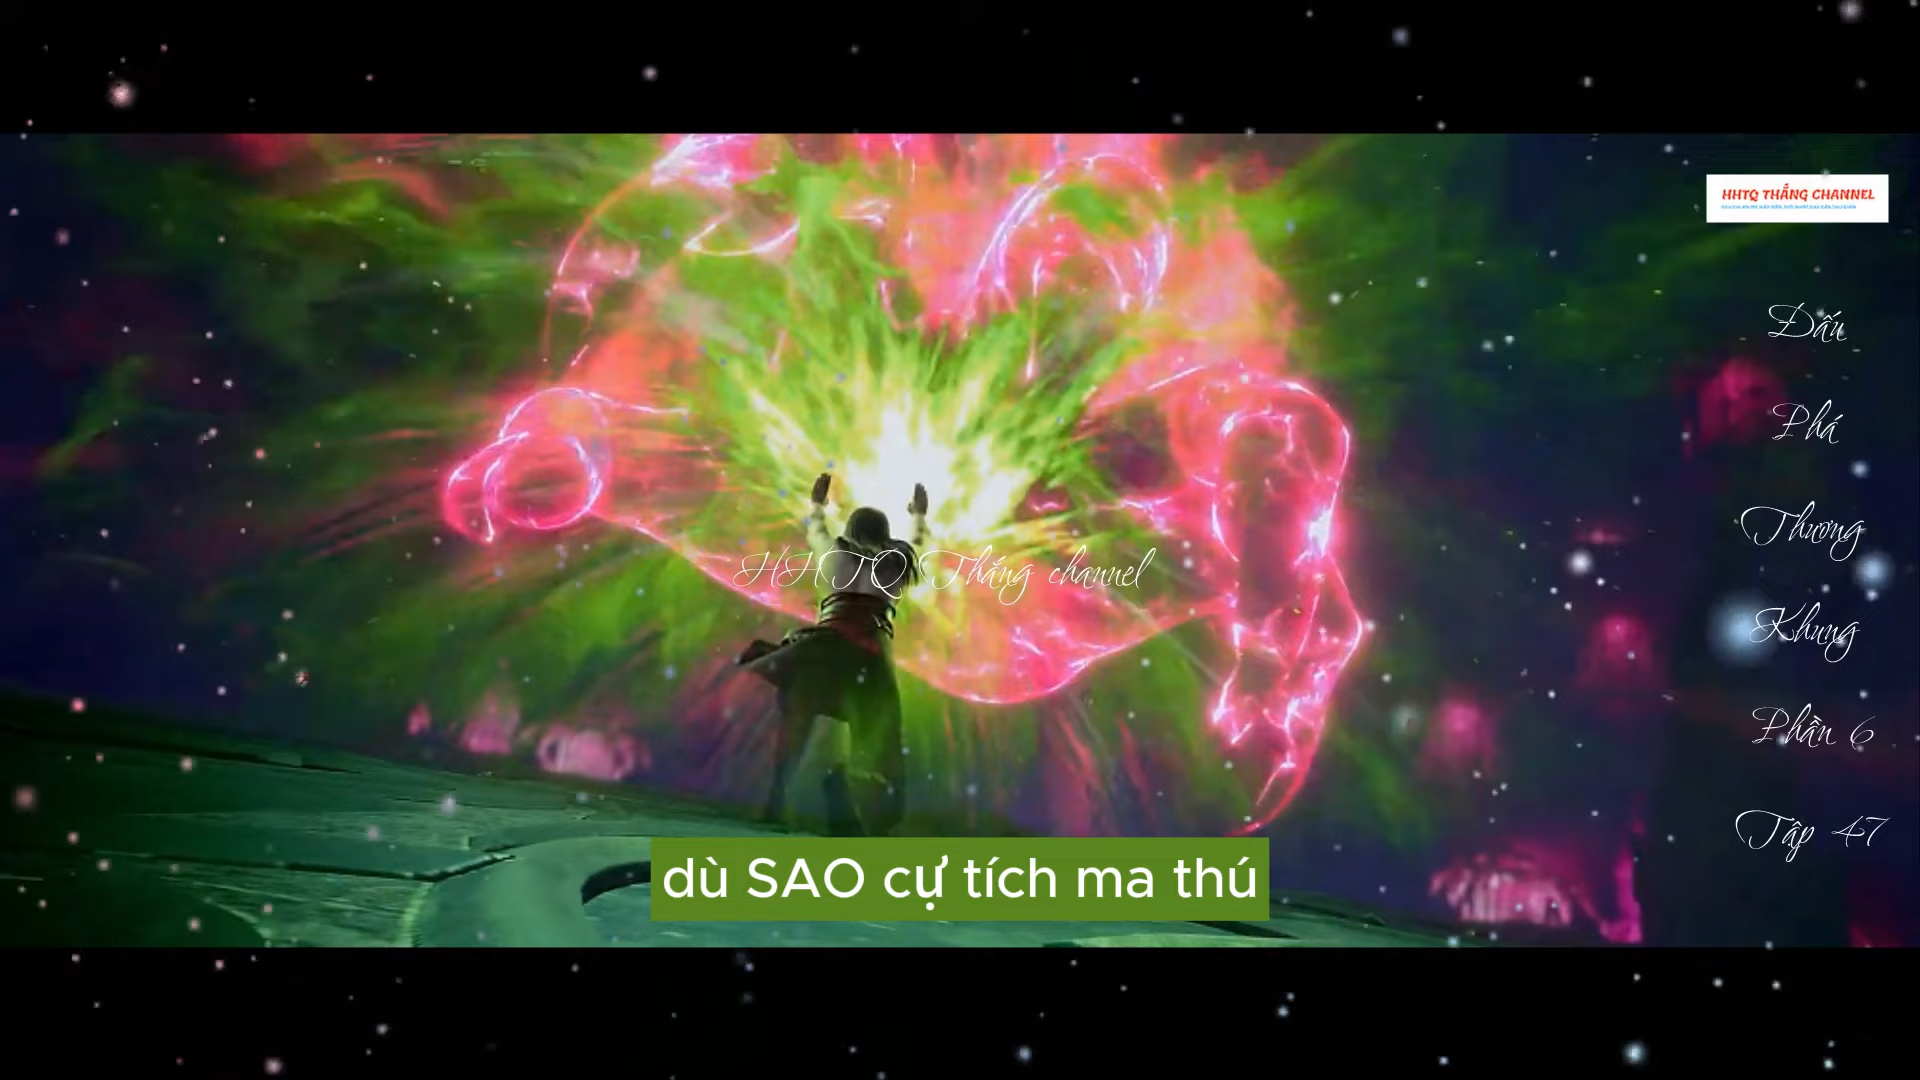 HHTQ THẮNG CHANNEL
Đấu
Phá
Thương
Khung
Phần 6
Tập 47
HHTQ Thắng channel
dù SAO cự tích ma thú